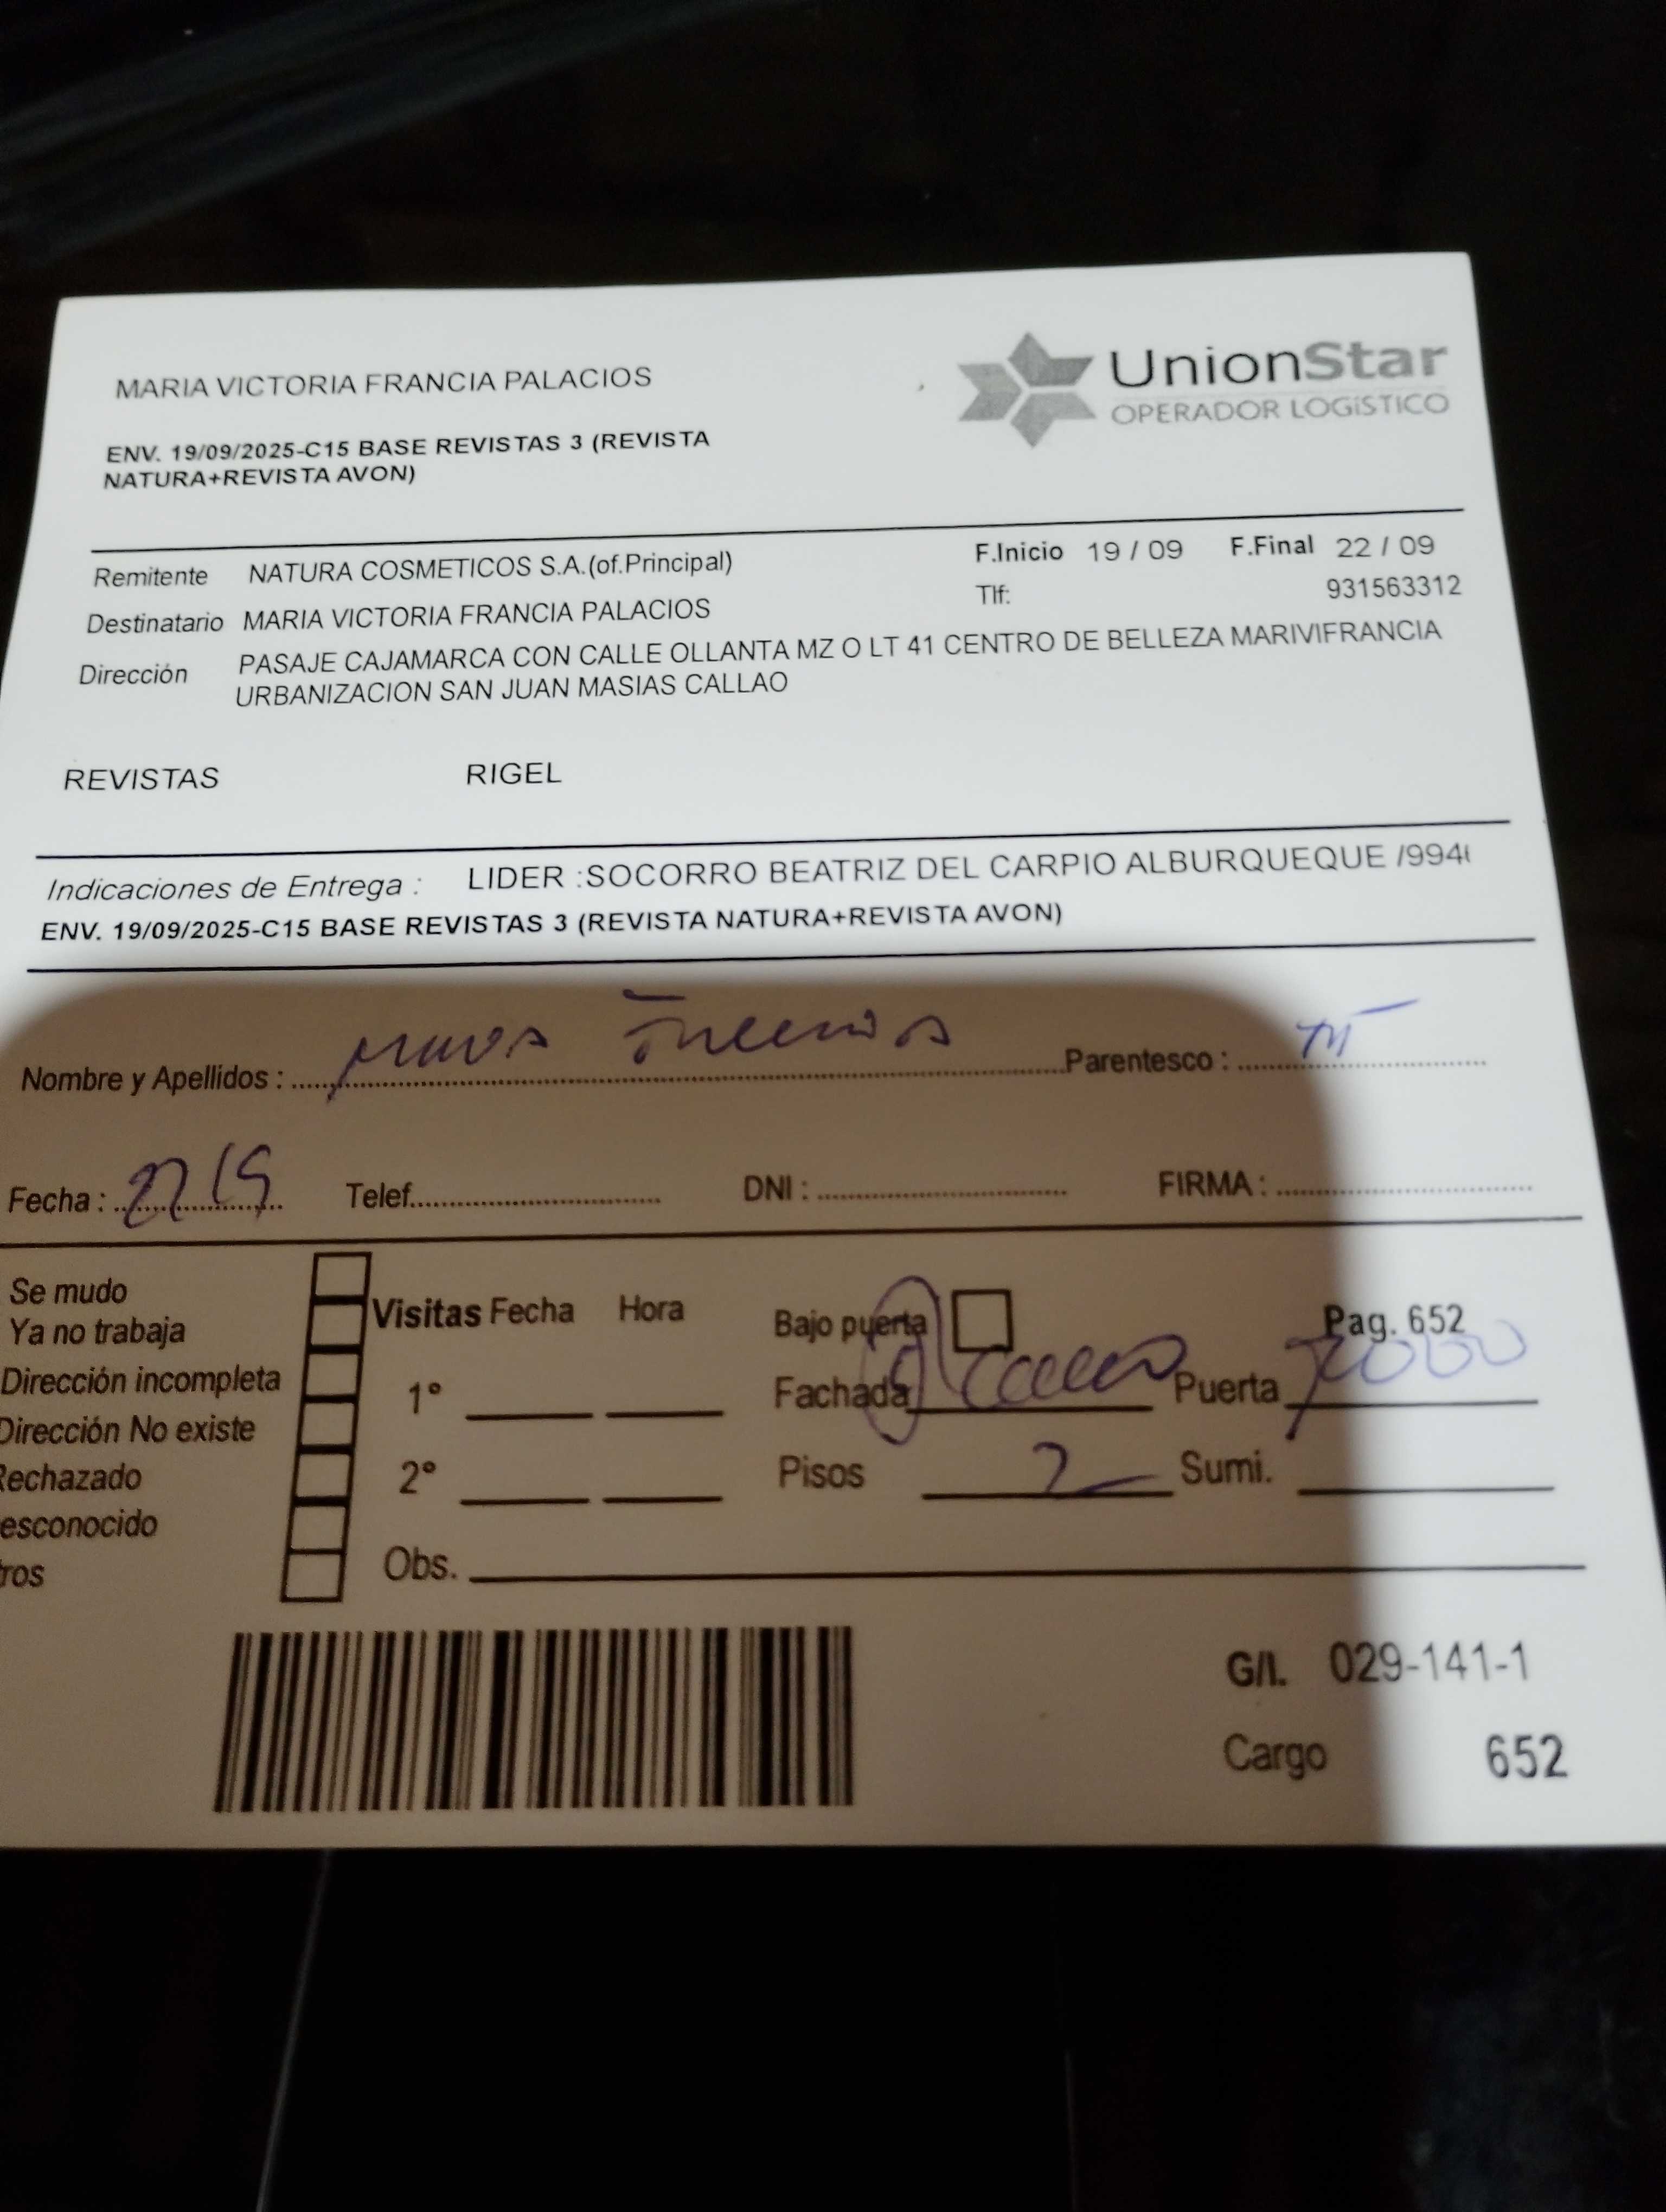 MARIA VICTORIA FRANCIA PALACIOS
UnionStar
OPERADOR LOGÍSTICO
ENV. 19/09/2025-C15 BASE REVISTAS 3 (REVISTA
NATURA+REVISTA AVON)
Remitente NATURA COSMETICOS S.A.(of.Principal) F.Inicio 19 / 09 F.Final 22 / 09
Destinatario MARIA VICTORIA FRANCIA PALACIOS Tlf: 931563312
Dirección PASAJE CAJAMARCA CON CALLE OLLANTA MZ O LT 41 CENTRO DE BELLEZA MARIVIFRANCIA
URBANIZACION SAN JUAN MASIAS CALLAO
REVISTAS RIGEL
Indicaciones de Entrega : LIDER :SOCORRO BEATRIZ DEL CARPIO ALBURQUEQUE /994
ENV. 19/09/2025-C15 BASE REVISTAS 3 (REVISTA NATURA+REVISTA AVON)
Nombre y Apellidos : Parentesco :
Fecha : Telef. DNI : FIRMA :
Se mudo
Ya no trabaja
Dirección incompleta
Dirección No existe
Rechazado
esconocido
ros
Visitas Fecha Hora
1°
2°
Obs.
Bajo puerta Pag. 652
Fachada Puerta
Pisos 2 Sumi.
G/I. 029-141-1
Cargo 652